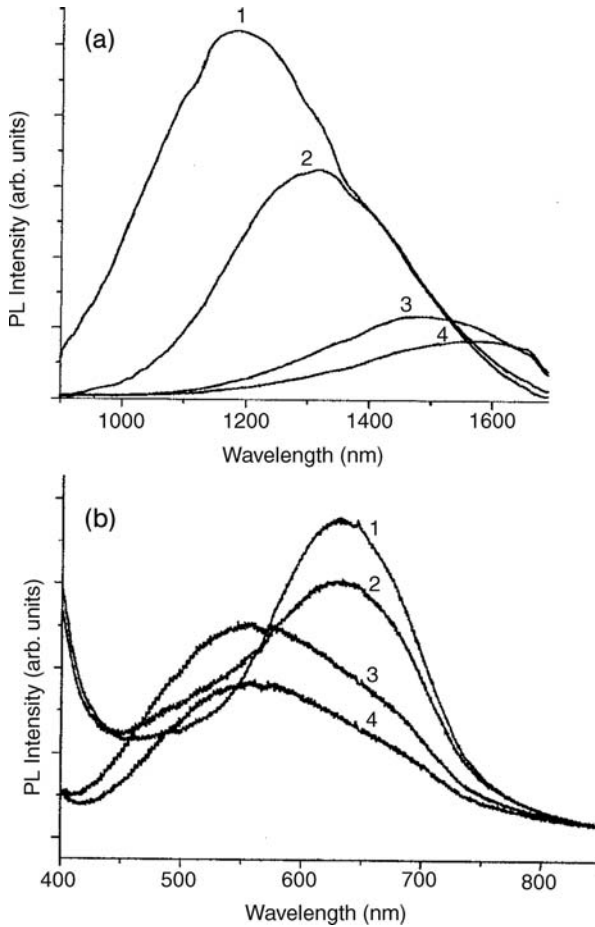 (a)
1
2
3
4
PL Intensity (arb. units)
1000 1200 1400 1600
Wavelength (nm)
(b)
1
2
3
4
PL Intensity (arb. units)
400 500 600 700 800
Wavelength (nm)